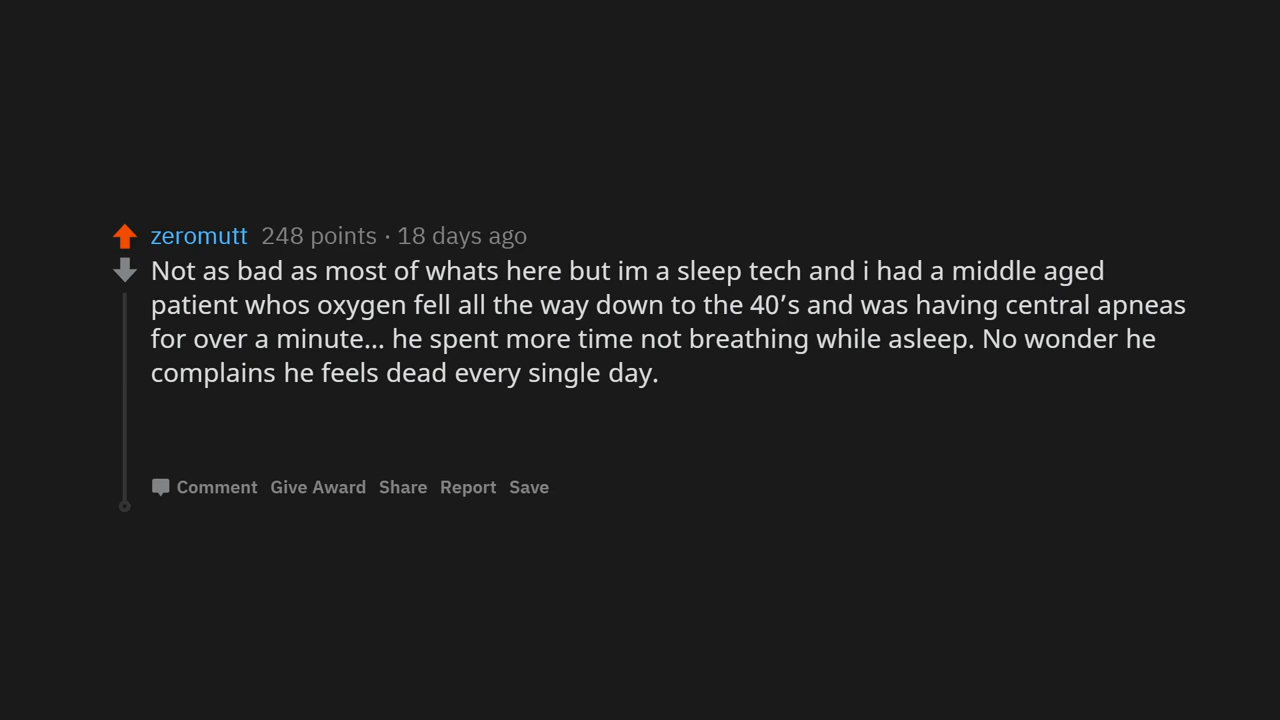 zeromutt 248 points · 18 days ago
Not as bad as most of whats here but im a sleep tech and i had a middle aged
patient whos oxygen fell all the way down to the 40’s and was having central apneas
for over a minute... he spent more time not breathing while asleep. No wonder he
complains he feels dead every single day.
Comment Give Award Share Report Save